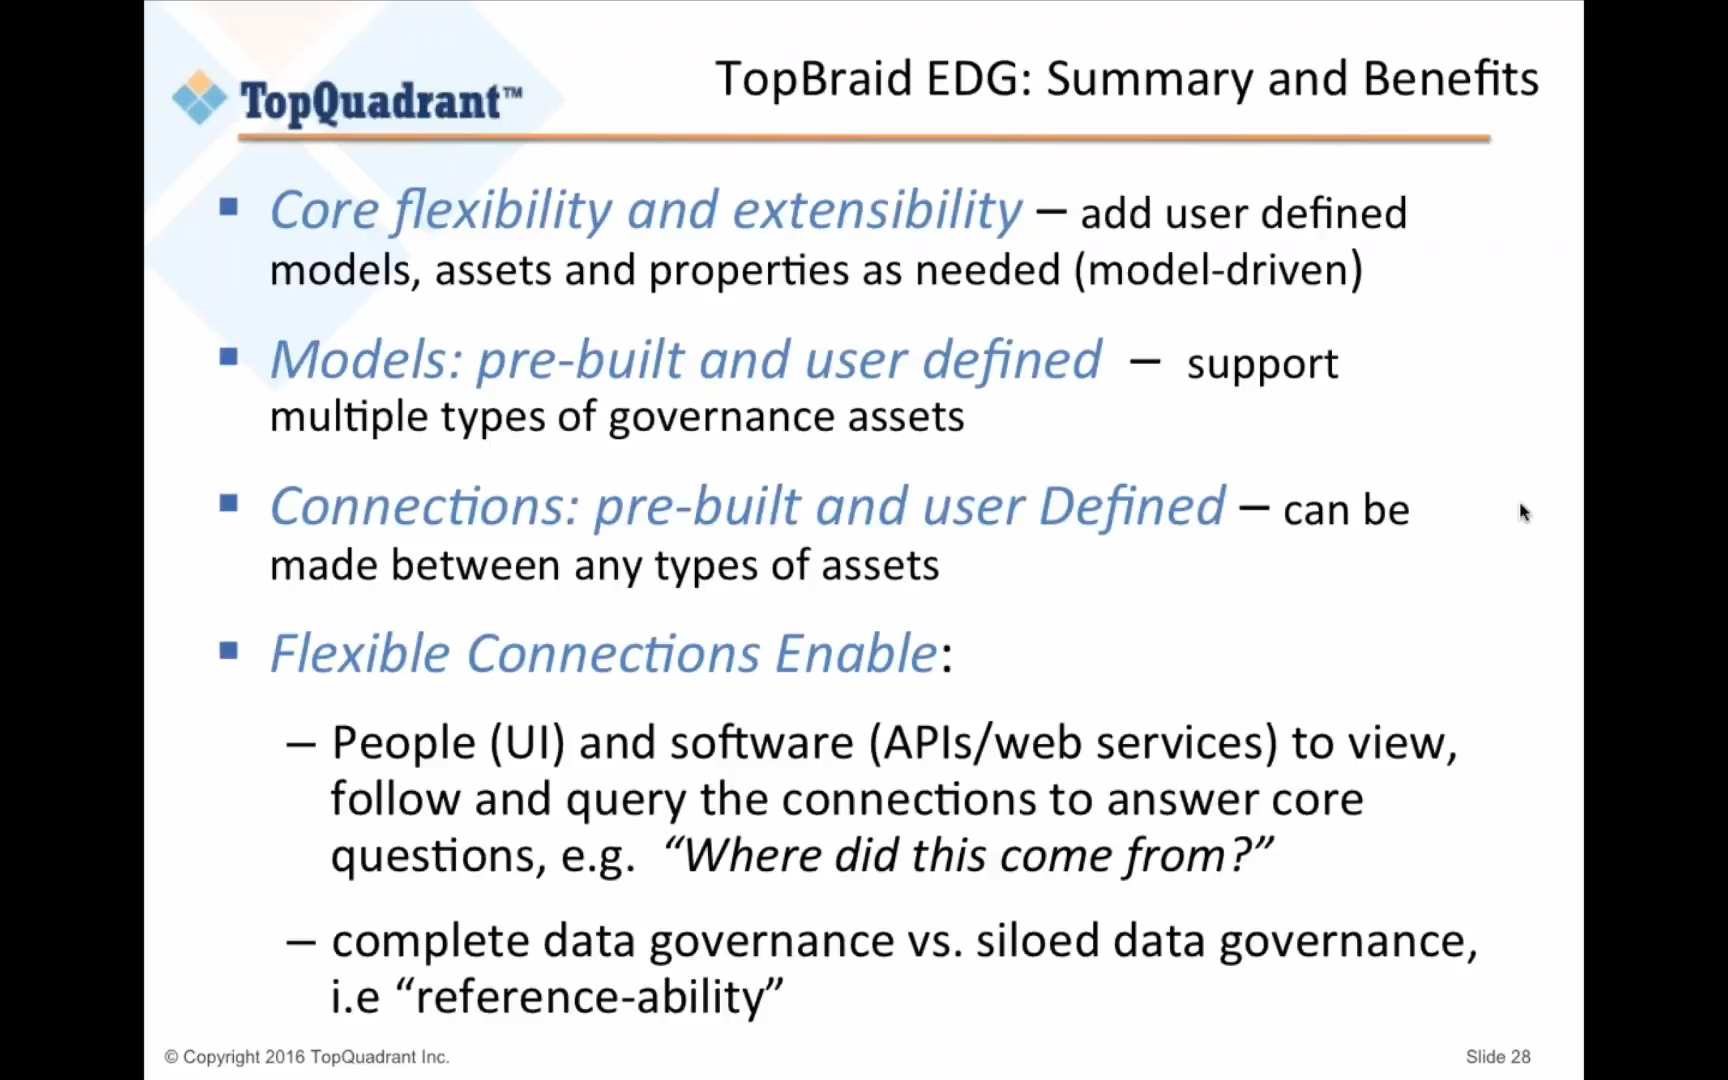 TopQuadrant™
TopBraid EDG: Summary and Benefits
▪ Core flexibility and extensibility – add user defined
models, assets and properties as needed (model-driven)
▪ Models: pre-built and user defined – support
multiple types of governance assets
▪ Connections: pre-built and user Defined – can be
made between any types of assets
▪ Flexible Connections Enable:
– People (UI) and software (APIs/web services) to view,
follow and query the connections to answer core
questions, e.g. “Where did this come from?”
– complete data governance vs. siloed data governance,
i.e “reference-ability”
© Copyright 2016 TopQuadrant Inc.
Slide 28